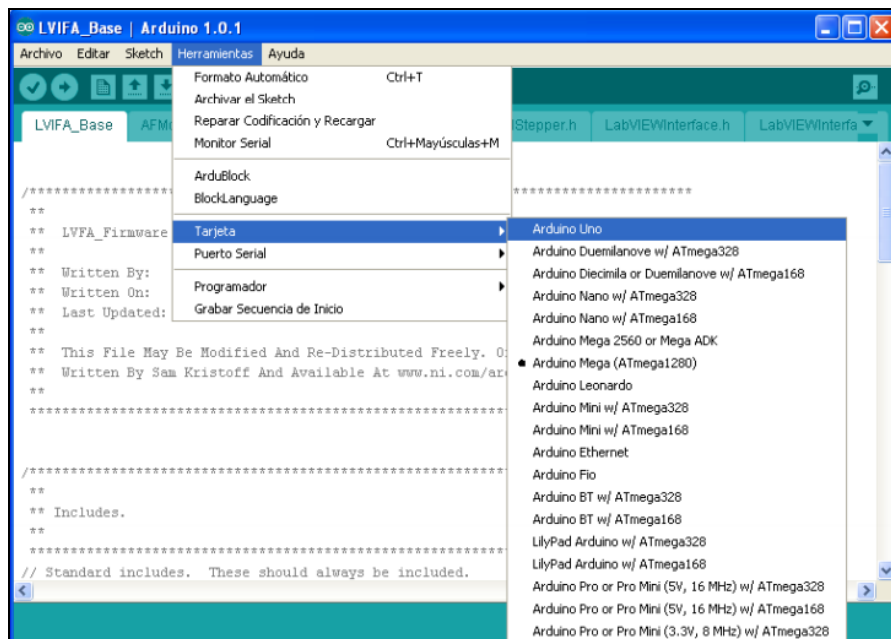 LVIFA_Base | Arduino 1.0.1
Archivo Editar Sketch Herramientas Ayuda
Formato Automático Ctrl+T
Archivar el Sketch
Reparar Codificación y Recargar
Monitor Serial Ctrl+Mayúsculas+M
ArduBlock
BlockLanguage
Tarjeta
Puerto Serial
Programador
Grabar Secuencia de Inicio
LVIFA_Base LabVIEWInterface.h
/****************************
**
** LVFA_Firmware
**
** Written By:
** Written On:
** Last Updated:
**
** This File May Be Modified And Re-Distributed Freely.
** Written By Sam Kristoff And Available At
**
****************************
/****************************
**
** Includes.
**
****************************
// Standard includes. These should always be included.
Arduino Uno
Arduino Duemilanove w/ ATmega328
Arduino Diecimila or Duemilanove w/ ATmega168
Arduino Nano w/ ATmega328
Arduino Nano w/ ATmega168
Arduino Mega 2560 or Mega ADK
Arduino Mega (ATmega1280)
Arduino Leonardo
Arduino Mini w/ ATmega328
Arduino Mini w/ ATmega168
Arduino Ethernet
Arduino Fio
Arduino BT w/ ATmega328
Arduino BT w/ ATmega168
LilyPad Arduino w/ ATmega328
LilyPad Arduino w/ ATmega168
Arduino Pro or Pro Mini (5V, 16 MHz) w/ ATmega328
Arduino Pro or Pro Mini (5V, 16 MHz) w/ ATmega168
Arduino Pro or Pro Mini (3.3V, 8 MHz) w/ ATmega328